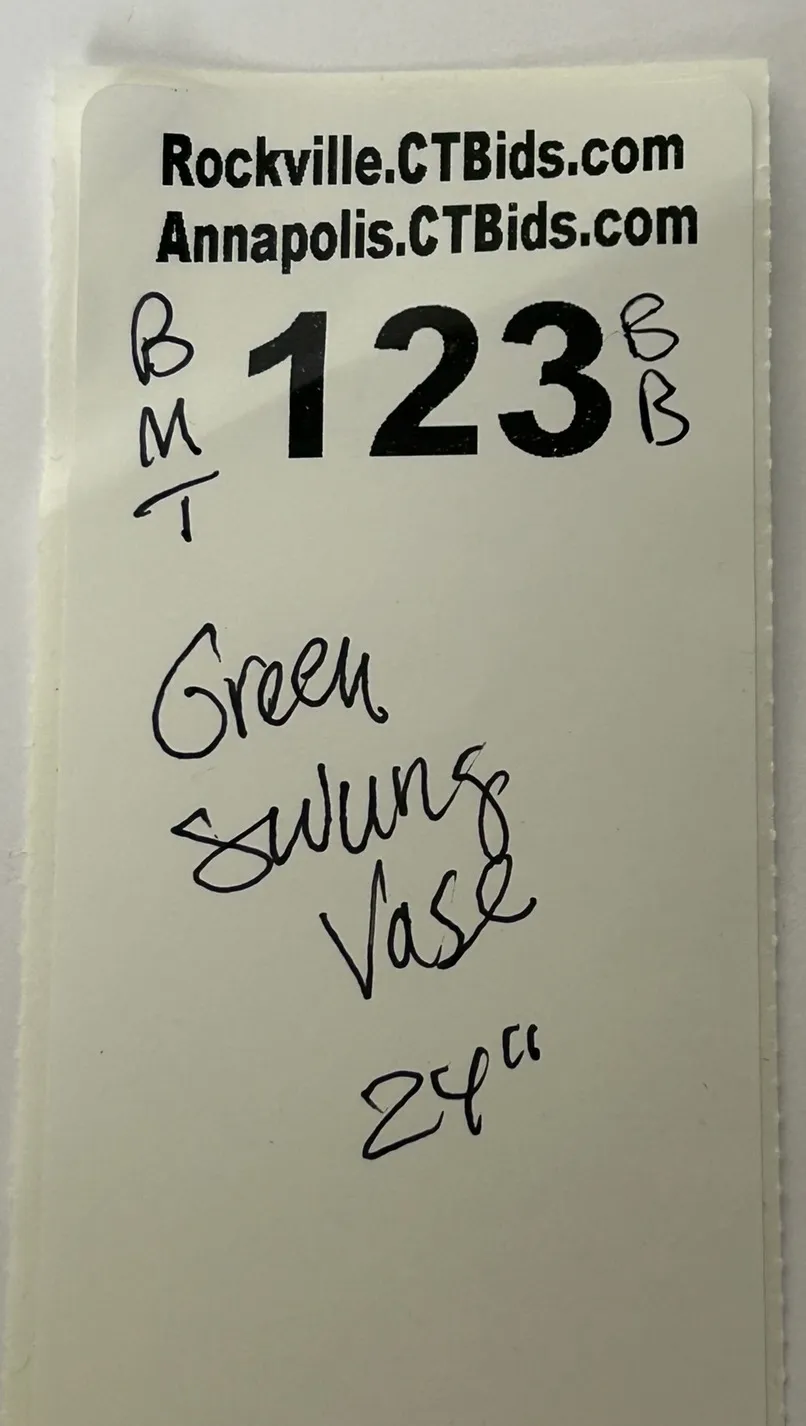 Rockville.CTBids.com
Annapolis.CTBids.com
B 123 B
M B
T
Green
Swung
Vase
24"